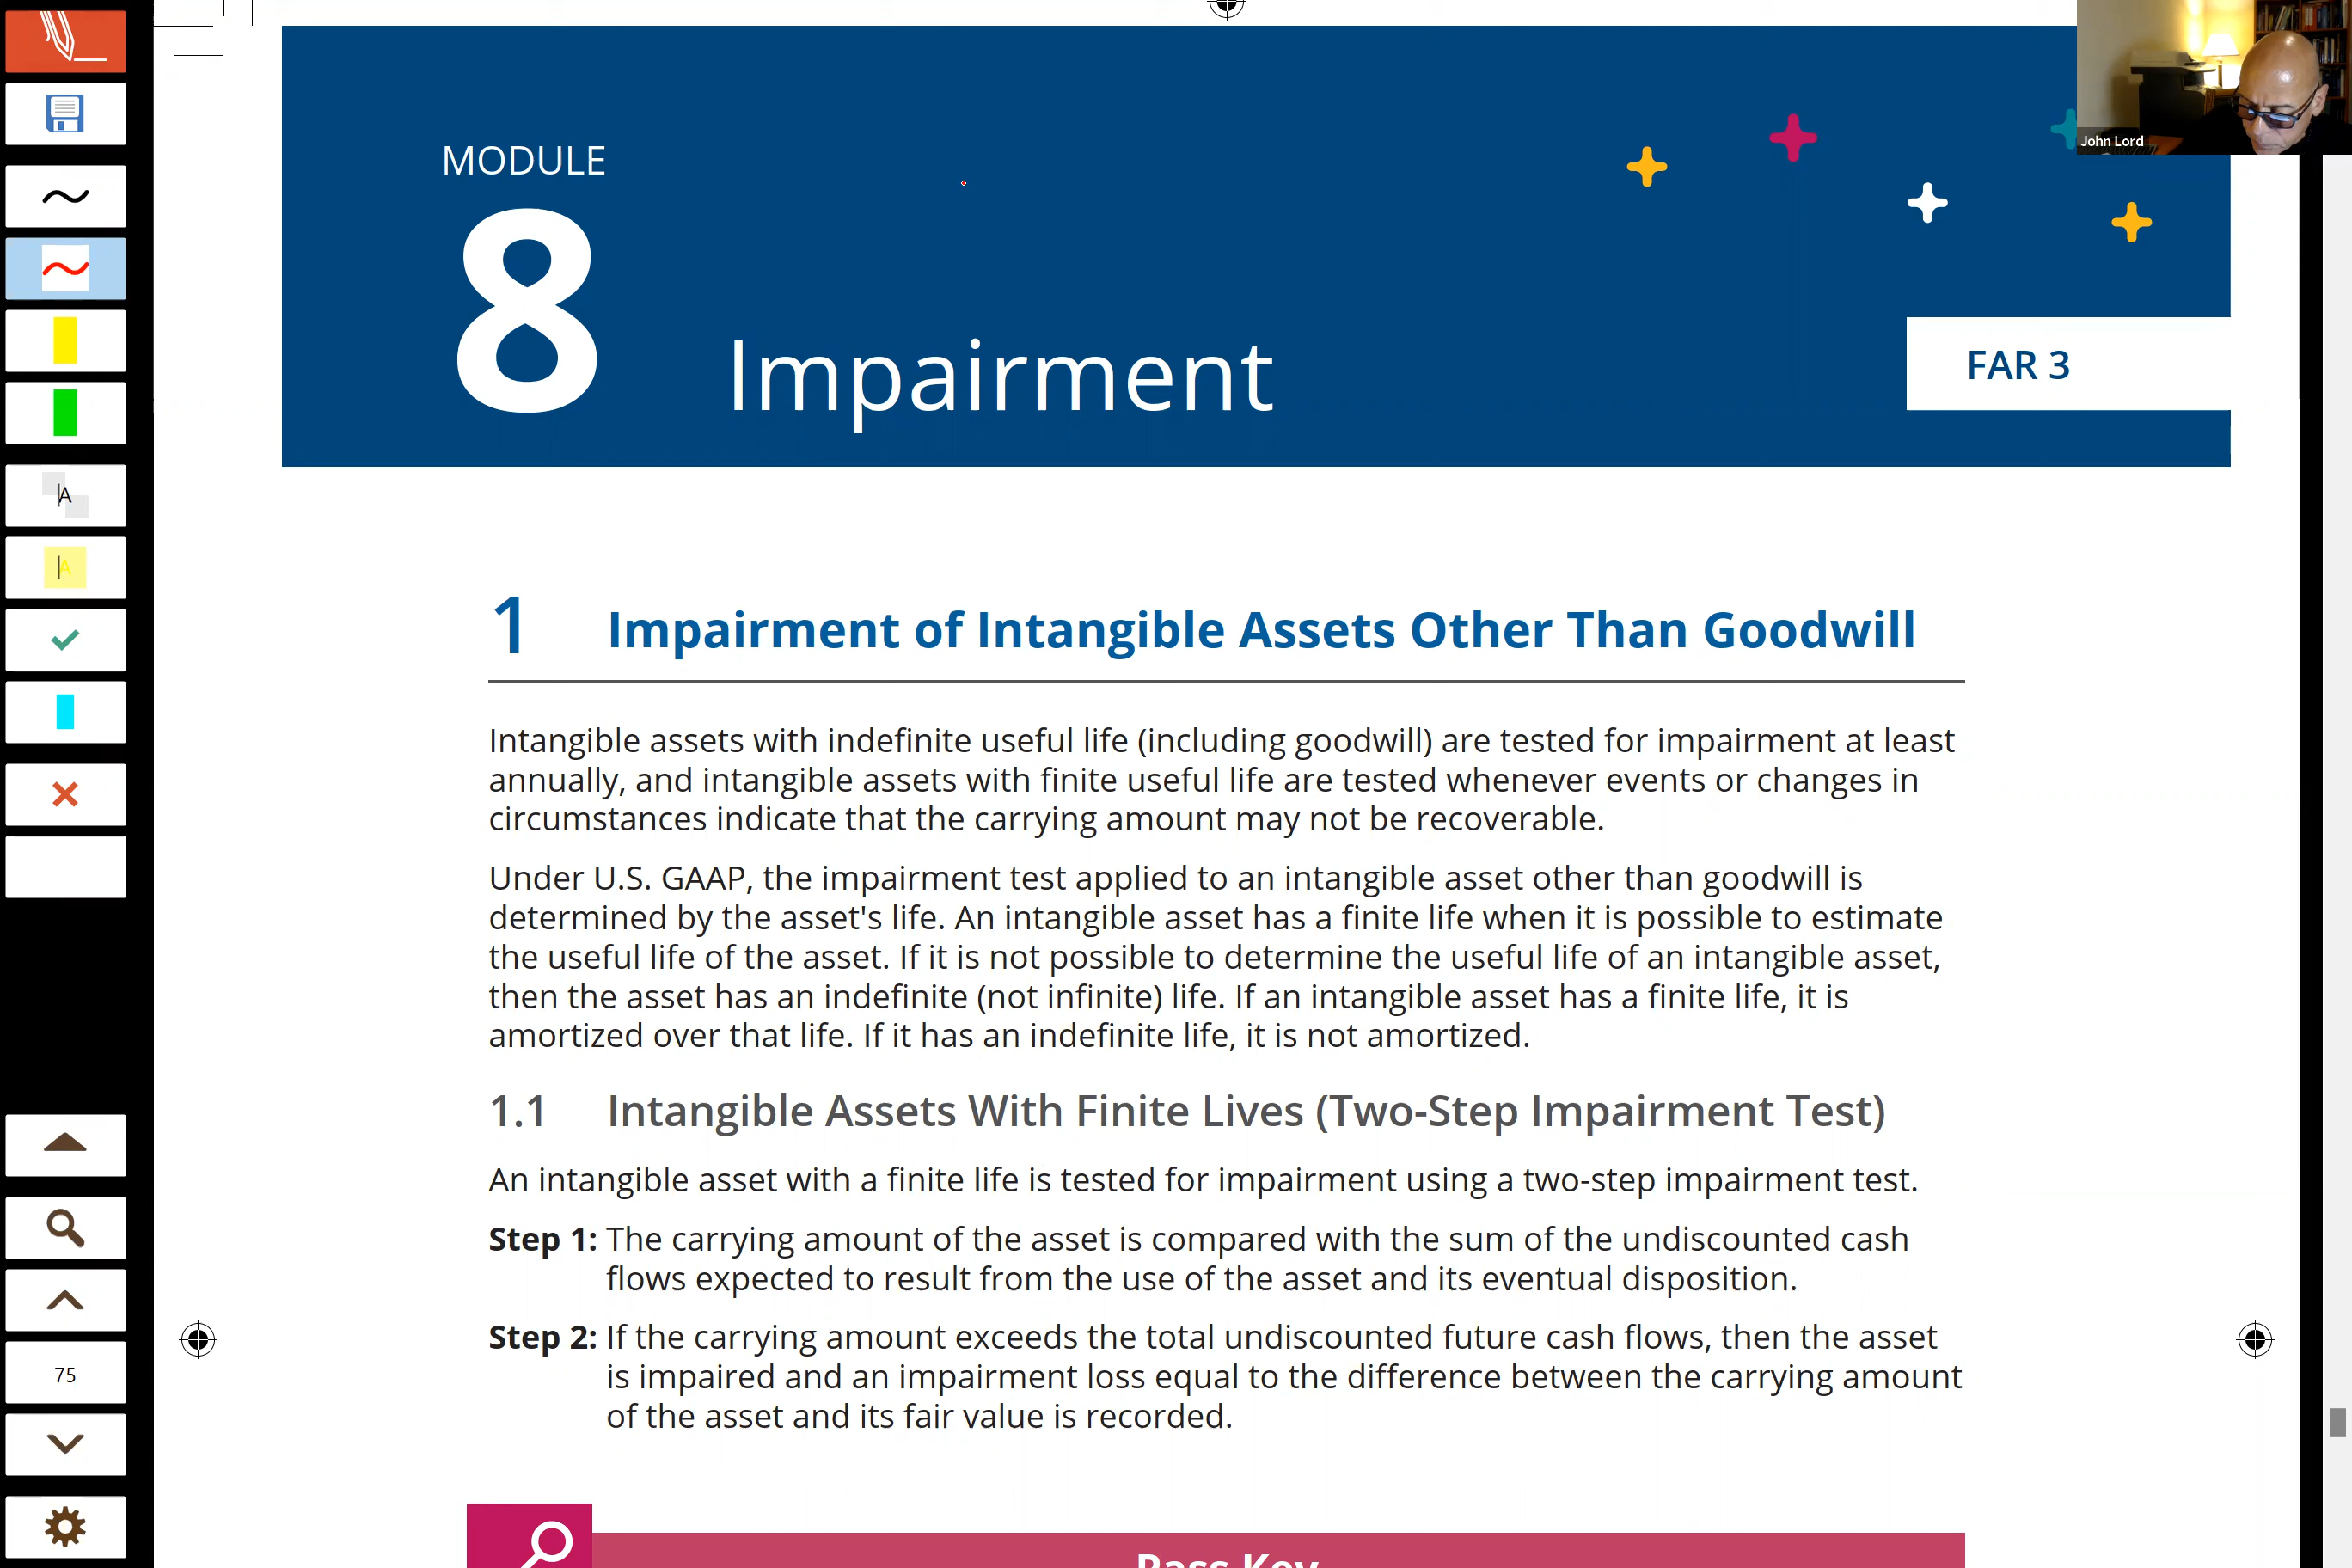 MODULE
8 Impairment
FAR 3
John Lord
1 Impairment of Intangible Assets Other Than Goodwill
Intangible assets with indefinite useful life (including goodwill) are tested for impairment at least
annually, and intangible assets with finite useful life are tested whenever events or changes in
circumstances indicate that the carrying amount may not be recoverable.
Under U.S. GAAP, the impairment test applied to an intangible asset other than goodwill is
determined by the asset's life. An intangible asset has a finite life when it is possible to estimate
the useful life of the asset. If it is not possible to determine the useful life of an intangible asset,
then the asset has an indefinite (not infinite) life. If an intangible asset has a finite life, it is
amortized over that life. If it has an indefinite life, it is not amortized.
1.1 Intangible Assets With Finite Lives (Two-Step Impairment Test)
An intangible asset with a finite life is tested for impairment using a two-step impairment test.
Step 1: The carrying amount of the asset is compared with the sum of the undiscounted cash
flows expected to result from the use of the asset and its eventual disposition.
Step 2: If the carrying amount exceeds the total undiscounted future cash flows, then the asset
is impaired and an impairment loss equal to the difference between the carrying amount
of the asset and its fair value is recorded.
Pass Key
A
A
75